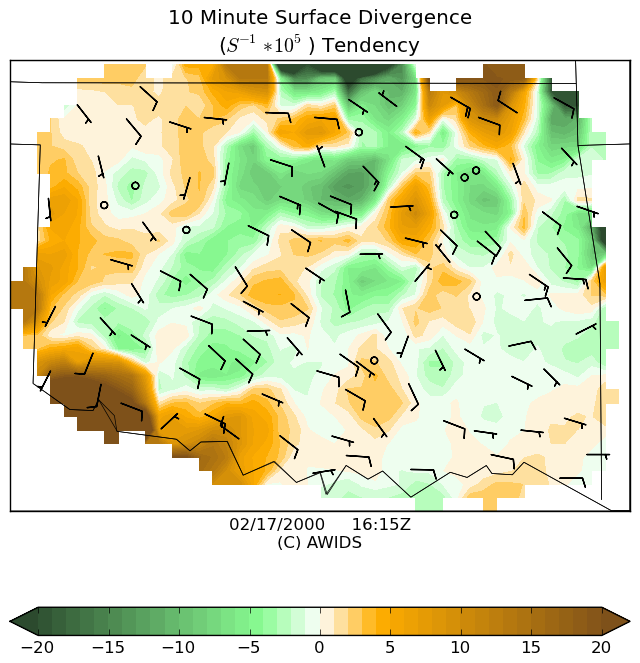 10 Minute Surface Divergence
(S⁻¹ *10⁵ ) Tendency
02/17/2000 16:15Z
(C) AWIDS
−20 −15 −10 −5 0 5 10 15 20